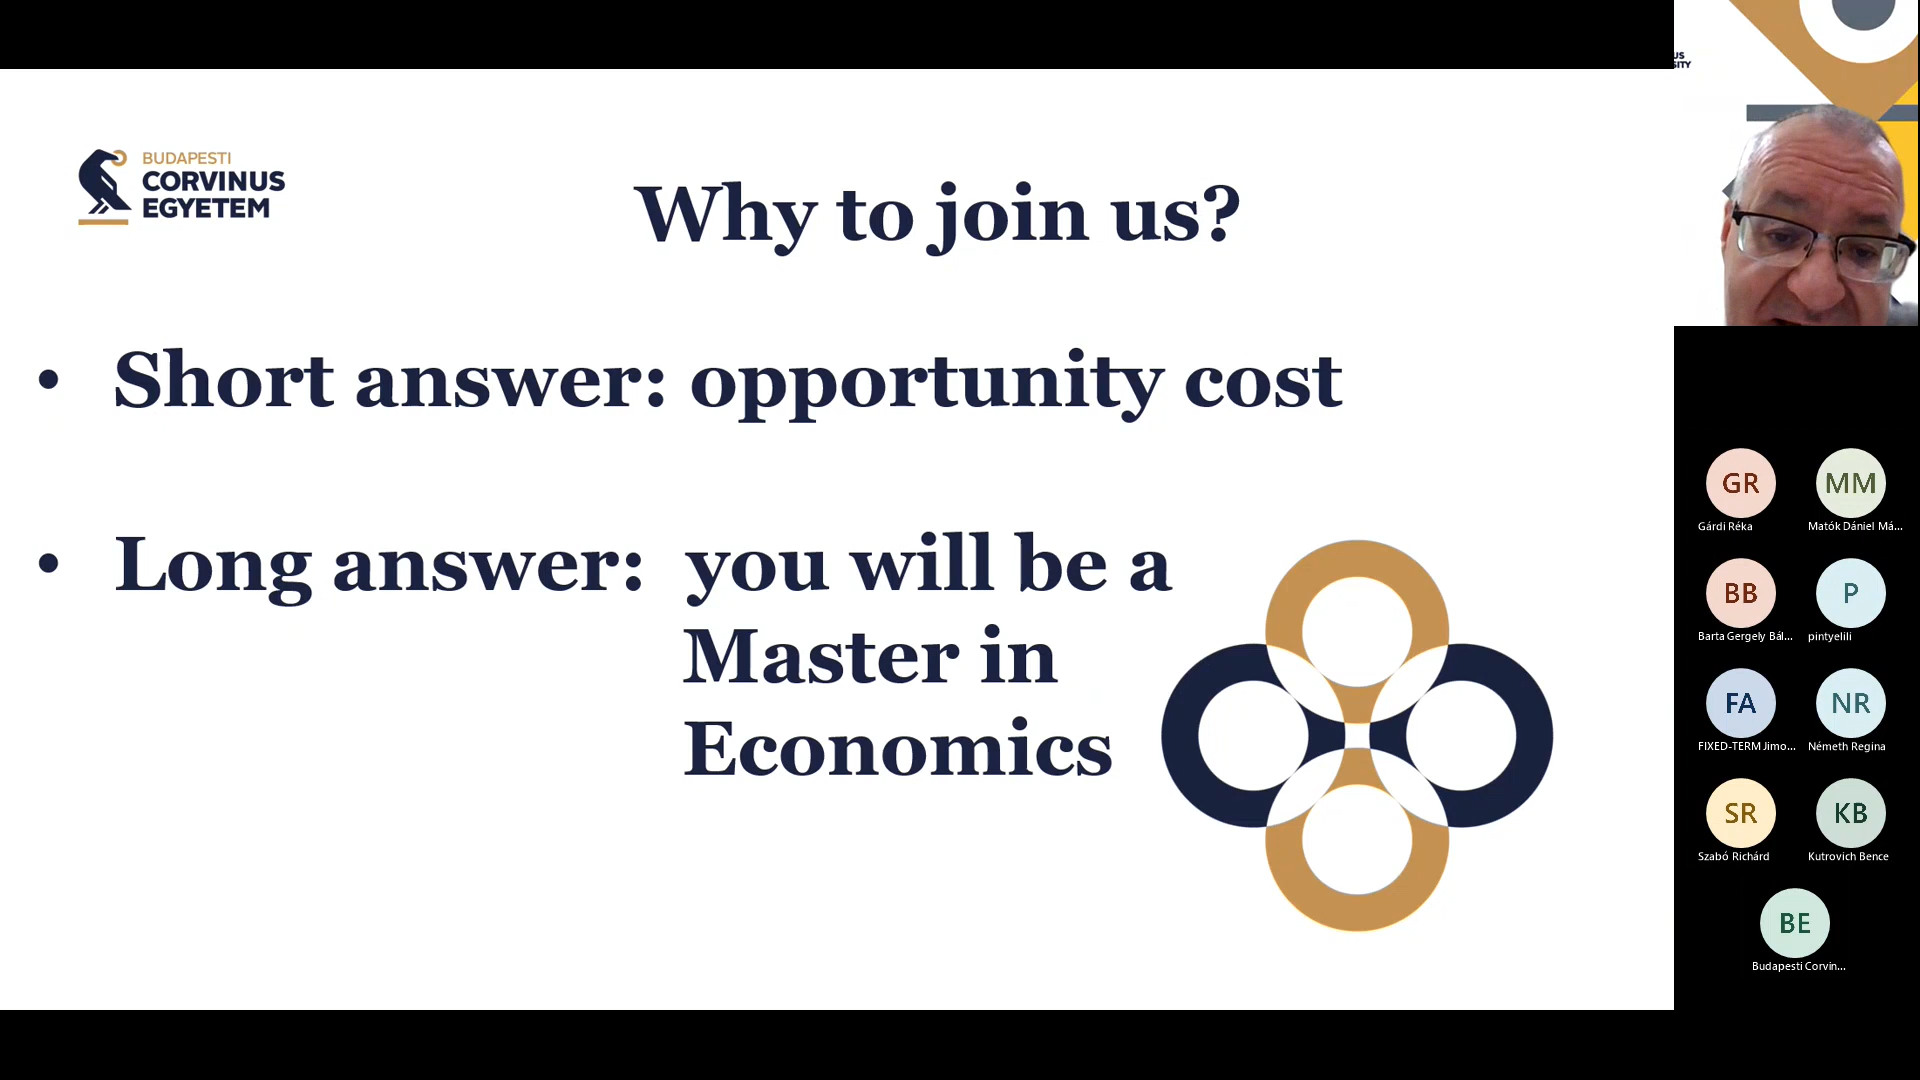 BUDAPESTI
CORVINUS
EGYETEM
Why to join us?
• Short answer: opportunity cost
• Long answer: you will be a
Master in
Economics
US
SITY
GR
Gárdi Réka
MM
Matók Dániel Má...
BB
Barta Gergely Bál...
P
pintyelili
FA
FIXED-TERM Jimo...
NR
Németh Regina
SR
Szabó Richárd
KB
Kutrovich Bence
BE
Budapesti Corvin...